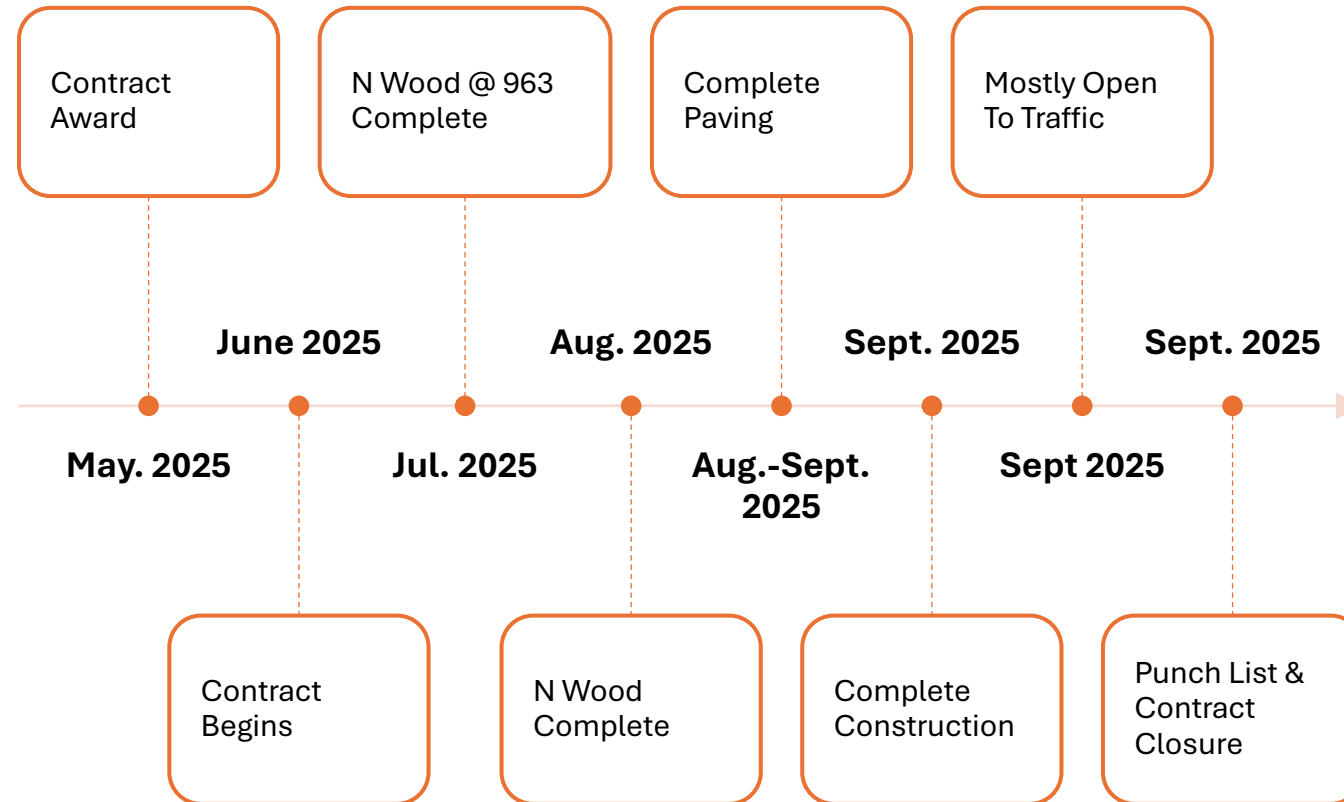 Contract
Award
N Wood @ 963
Complete
Complete
Paving
Mostly Open
To Traffic
June 2025
Aug. 2025
Sept. 2025
Sept. 2025
May. 2025
Jul. 2025
Aug.-Sept.
2025
Sept 2025
Contract
Begins
N Wood
Complete
Complete
Construction
Punch List &
Contract
Closure